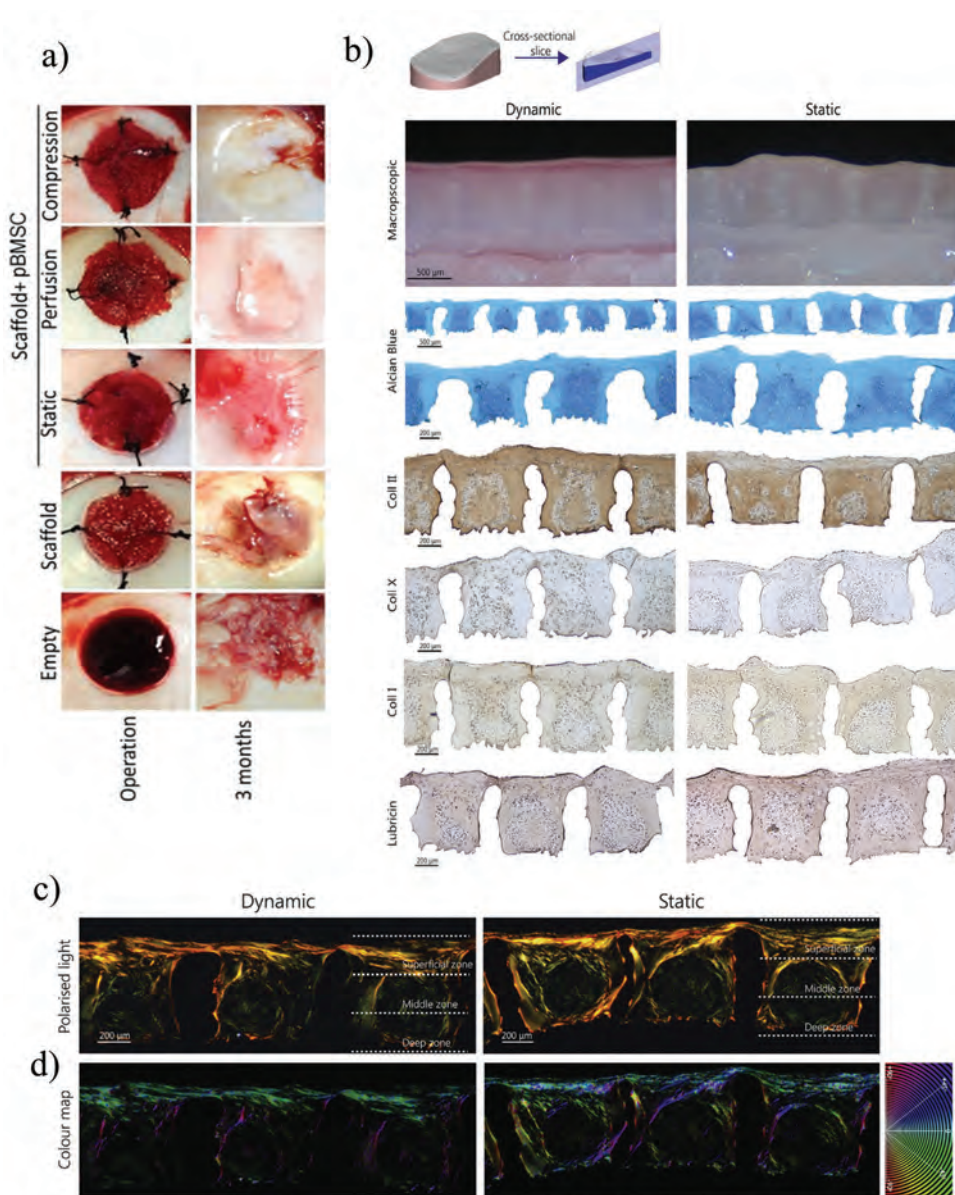 a)
Scaffold+ pBMSC
Compression
Perfusion
Static
Scaffold
Empty
Operation
3 months
b)
Cross-sectional
slice
Dynamic
Static
Macropscopic
500 µm
Alcian Blue
500 µm
200 µm
Coll II
200 µm
Coll X
200 µm
Coll I
200 µm
Lubricin
200 µm
c)
Dynamic
Static
Polarised light
Superficial zone
Middle zone
Deep zone
200 µm
Superficial zone
Middle zone
Deep zone
200 µm
d)
Colour map